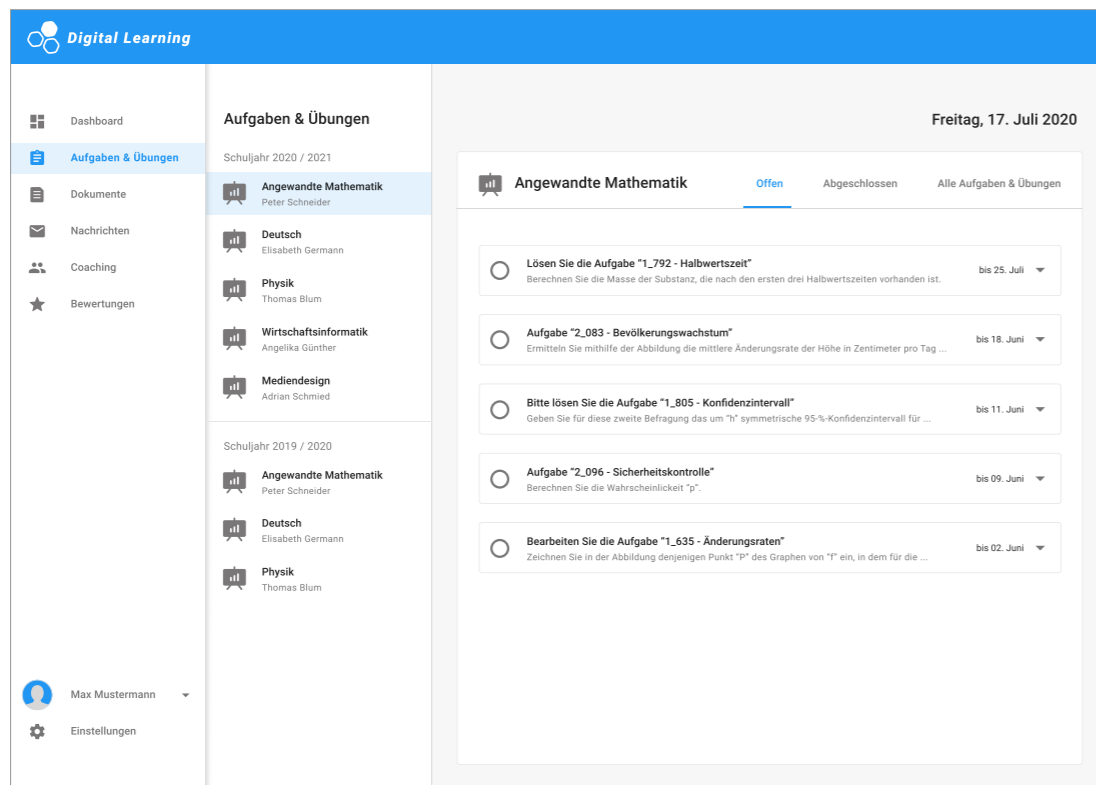 Digital Learning
Dashboard
Aufgaben & Übungen
Dokumente
Nachrichten
Coaching
Bewertungen
Max Mustermann
Einstellungen
Aufgaben & Übungen
Schuljahr 2020 / 2021
Angewandte Mathematik
Peter Schneider
Deutsch
Elisabeth Germann
Physik
Thomas Blum
Wirtschaftsinformatik
Angelika Günther
Mediendesign
Adrian Schmied
Schuljahr 2019 / 2020
Angewandte Mathematik
Peter Schneider
Deutsch
Elisabeth Germann
Physik
Thomas Blum
Freitag, 17. Juli 2020
Angewandte Mathematik
Offen
Abgeschlossen
Alle Aufgaben & Übungen
Lösen Sie die Aufgabe “1_792 - Halbwertszeit”
Berechnen Sie die Masse der Substanz, die nach den ersten drei Halbwertszeiten vorhanden ist.
bis 25. Juli
Aufgabe “2_083 - Bevölkerungswachstum”
Ermitteln Sie mithilfe der Abbildung die mittlere Änderungsrate der Höhe in Zentimeter pro Tag ...
bis 18. Juni
Bitte lösen Sie die Aufgabe “1_805 - Konfidenzintervall”
Geben Sie für diese zweite Befragung das um “h” symmetrische 95-%-Konfidenzintervall für ...
bis 11. Juni
Aufgabe “2_096 - Sicherheitskontrolle”
Berechnen Sie die Wahrscheinlickeit “p”.
bis 09. Juni
Bearbeiten Sie die Aufgabe “1_635 - Änderungsraten”
Zeichnen Sie in der Abbildung denjenigen Punkt “P” des Graphen von “f” ein, in dem für die ...
bis 02. Juni